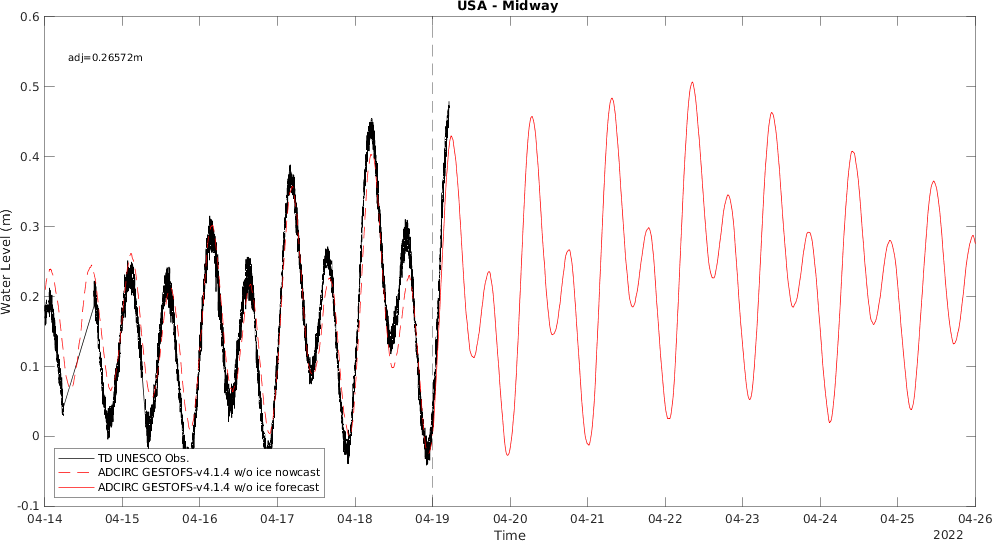 USA - Midway
0.6
0.5
0.4
0.3
0.2
0.1
0
-0.1
Water Level (m)
adj=0.26572m
TD UNESCO Obs.
ADCIRC GESTOFS-v4.1.4 w/o ice nowcast
ADCIRC GESTOFS-v4.1.4 w/o ice forecast
04-14 04-15 04-16 04-17 04-18 04-19 04-20 04-21 04-22 04-23 04-24 04-25 04-26
Time
2022